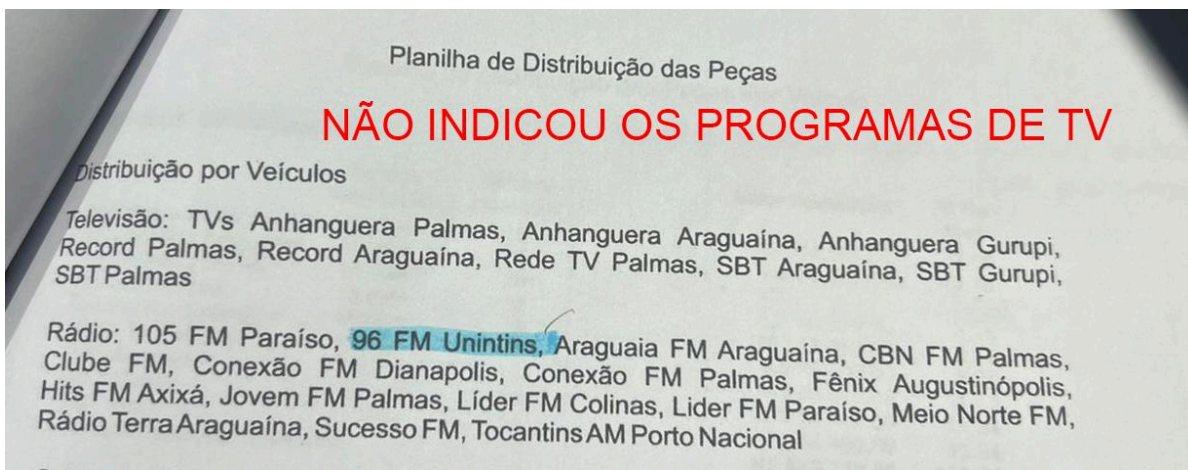 Planilha de Distribuição das Peças
NÃO INDICOU OS PROGRAMAS DE TV
Distribuição por Veículos
Televisão: TVs Anhanguera Palmas, Anhanguera Araguaína, Anhanguera Gurupi,
Record Palmas, Record Araguaína, Rede TV Palmas, SBT Araguaína, SBT Gurupi,
SBT Palmas
Rádio: 105 FM Paraíso, 96 FM Unintins, Araguaia FM Araguaína, CBN FM Palmas,
Clube FM, Conexão FM Dianapolis, Conexão FM Palmas, Fênix Augustinópolis,
Hits FM Axixá, Jovem FM Palmas, Líder FM Colinas, Lider FM Paraíso, Meio Norte FM,
Rádio Terra Araguaína, Sucesso FM, Tocantins AM Porto Nacional